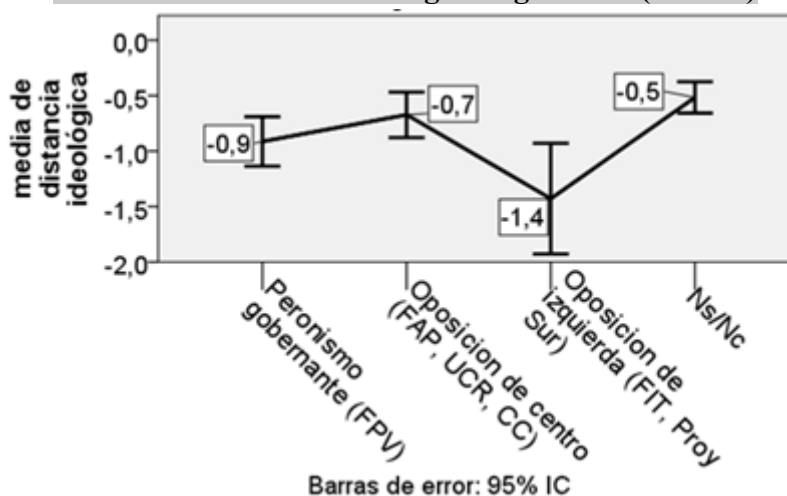 0,0
-0,5
-1,0
-1,5
-2,0
media de
distancia
ideológica
-0,9
-0,7
-1,4
-0,5
Peronismo
gobernante (FPV)
Oposicion de centro
(FAP, UCR, CC)
Oposicion de
izquierda (FIT, Proy
Sur)
Ns/Nc
Barras de error: 95% IC